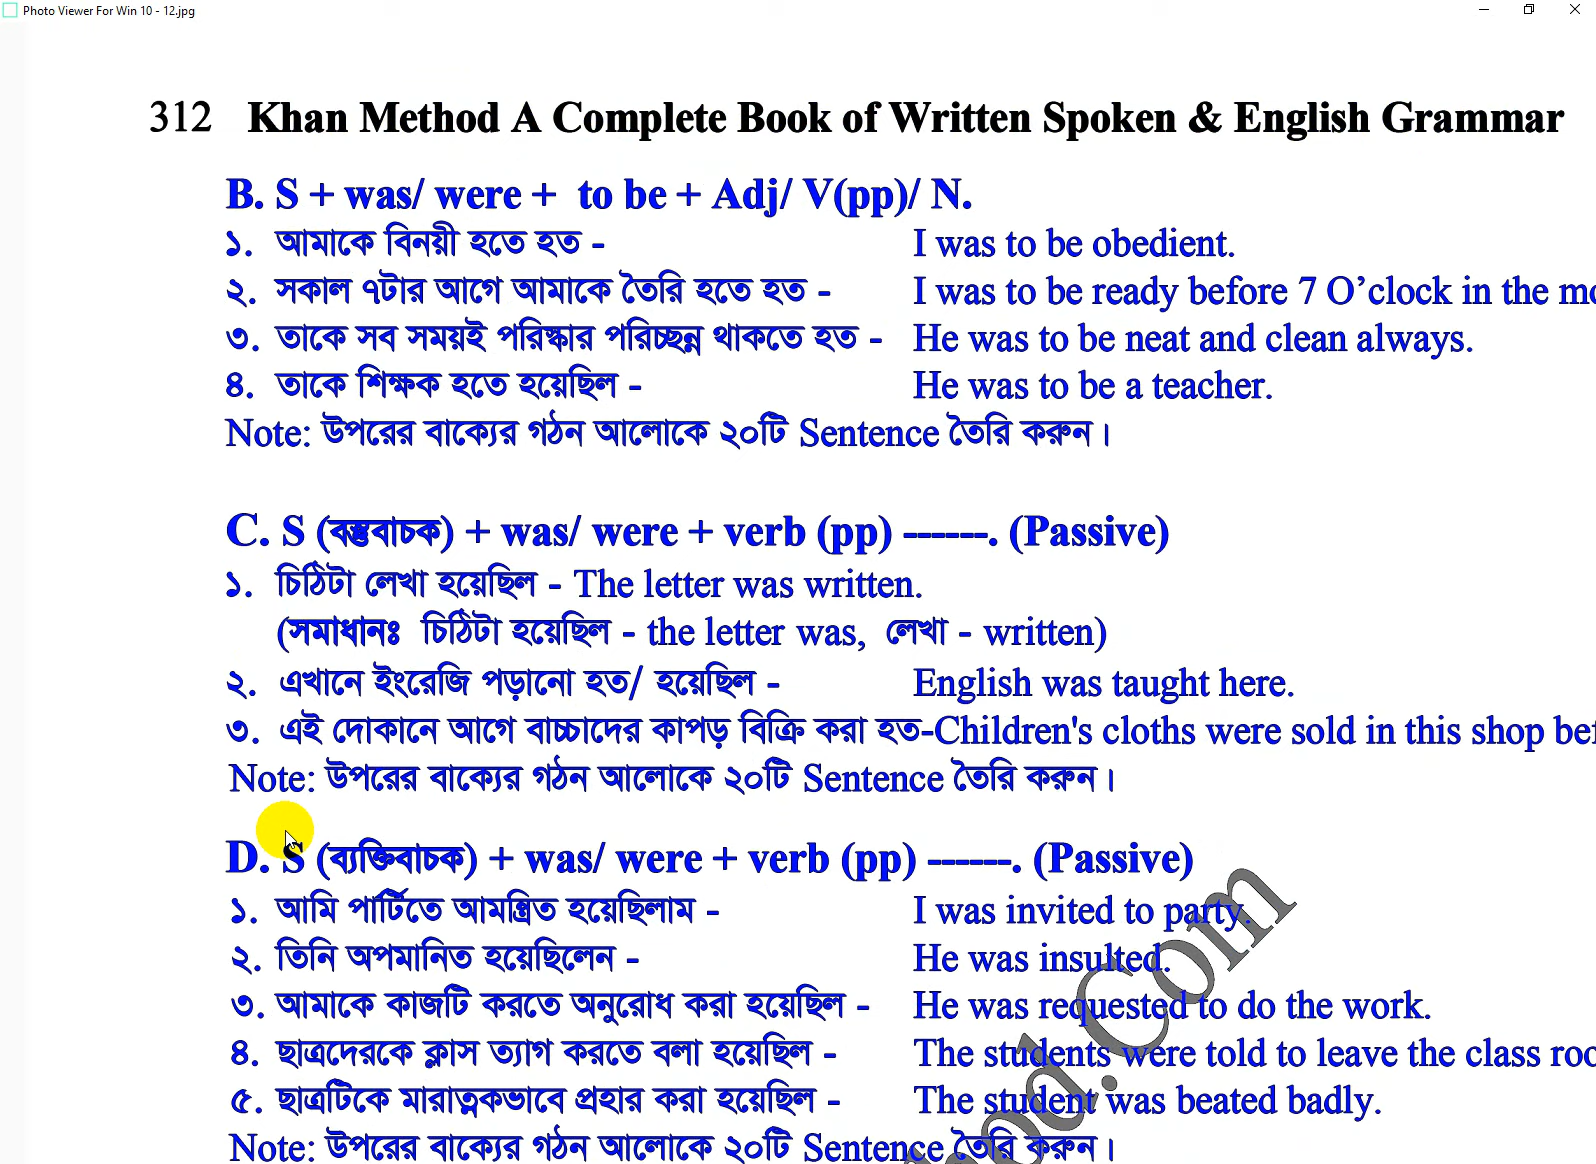 Photo Viewer For Win 10 - 12.jpg
312 Khan Method A Complete Book of Written Spoken & English Grammar
B. S + was/ were + to be + Adj/ V(pp)/ N.
১. আমাকে বিনয়ী হতে হত - I was to be obedient.
২. সকাল ৭টার আগে আমাকে তৈরি হতে হত - I was to be ready before 7 O’clock in the
৩. তাকে সব সময়ই পরিস্কার পরিচ্ছন্ন থাকতে হত - He was to be neat and clean always.
৪. তাকে শিক্ষক হতে হয়েছিল - He was to be a teacher.
Note: উপরের বাক্যের গঠন আলোকে ২০টি Sentence তৈরি করুন।
C. S (বস্তুবাচক) + was/ were + verb (pp) ------. (Passive)
১. চিঠিটা লেখা হয়েছিল - The letter was written.
(সমাধানঃ চিঠিটা হয়েছিল - the letter was, লেখা - written)
২. এখানে ইংরেজি পড়ানো হত/ হয়েছিল - English was taught here.
৩. এই দোকানে আগে বাচ্চাদের কাপড় বিক্রি করা হত-Children's cloths were sold in this shop
Note: উপরের বাক্যের গঠন আলোকে ২০টি Sentence তৈরি করুন।
D. S (ব্যক্তিবাচক) + was/ were + verb (pp) ------. (Passive)
১. আমি পার্টিতে আমন্ত্রিত হয়েছিলাম - I was invited to party.
২. তিনি অপমানিত হয়েছিলেন - He was insulted.
৩. আমাকে কাজটি করতে অনুরোধ করা হয়েছিল - He was requested to do the work.
৪. ছাত্রদেরকে ক্লাস ত্যাগ করতে বলা হয়েছিল - The students were told to leave the class
৫. ছাত্রটিকে মারাত্নকভাবে প্রহার করা হয়েছিল - The student was beated badly.
Note: উপরের বাক্যের গঠন আলোকে ২০টি Sentence তৈরি করুন।